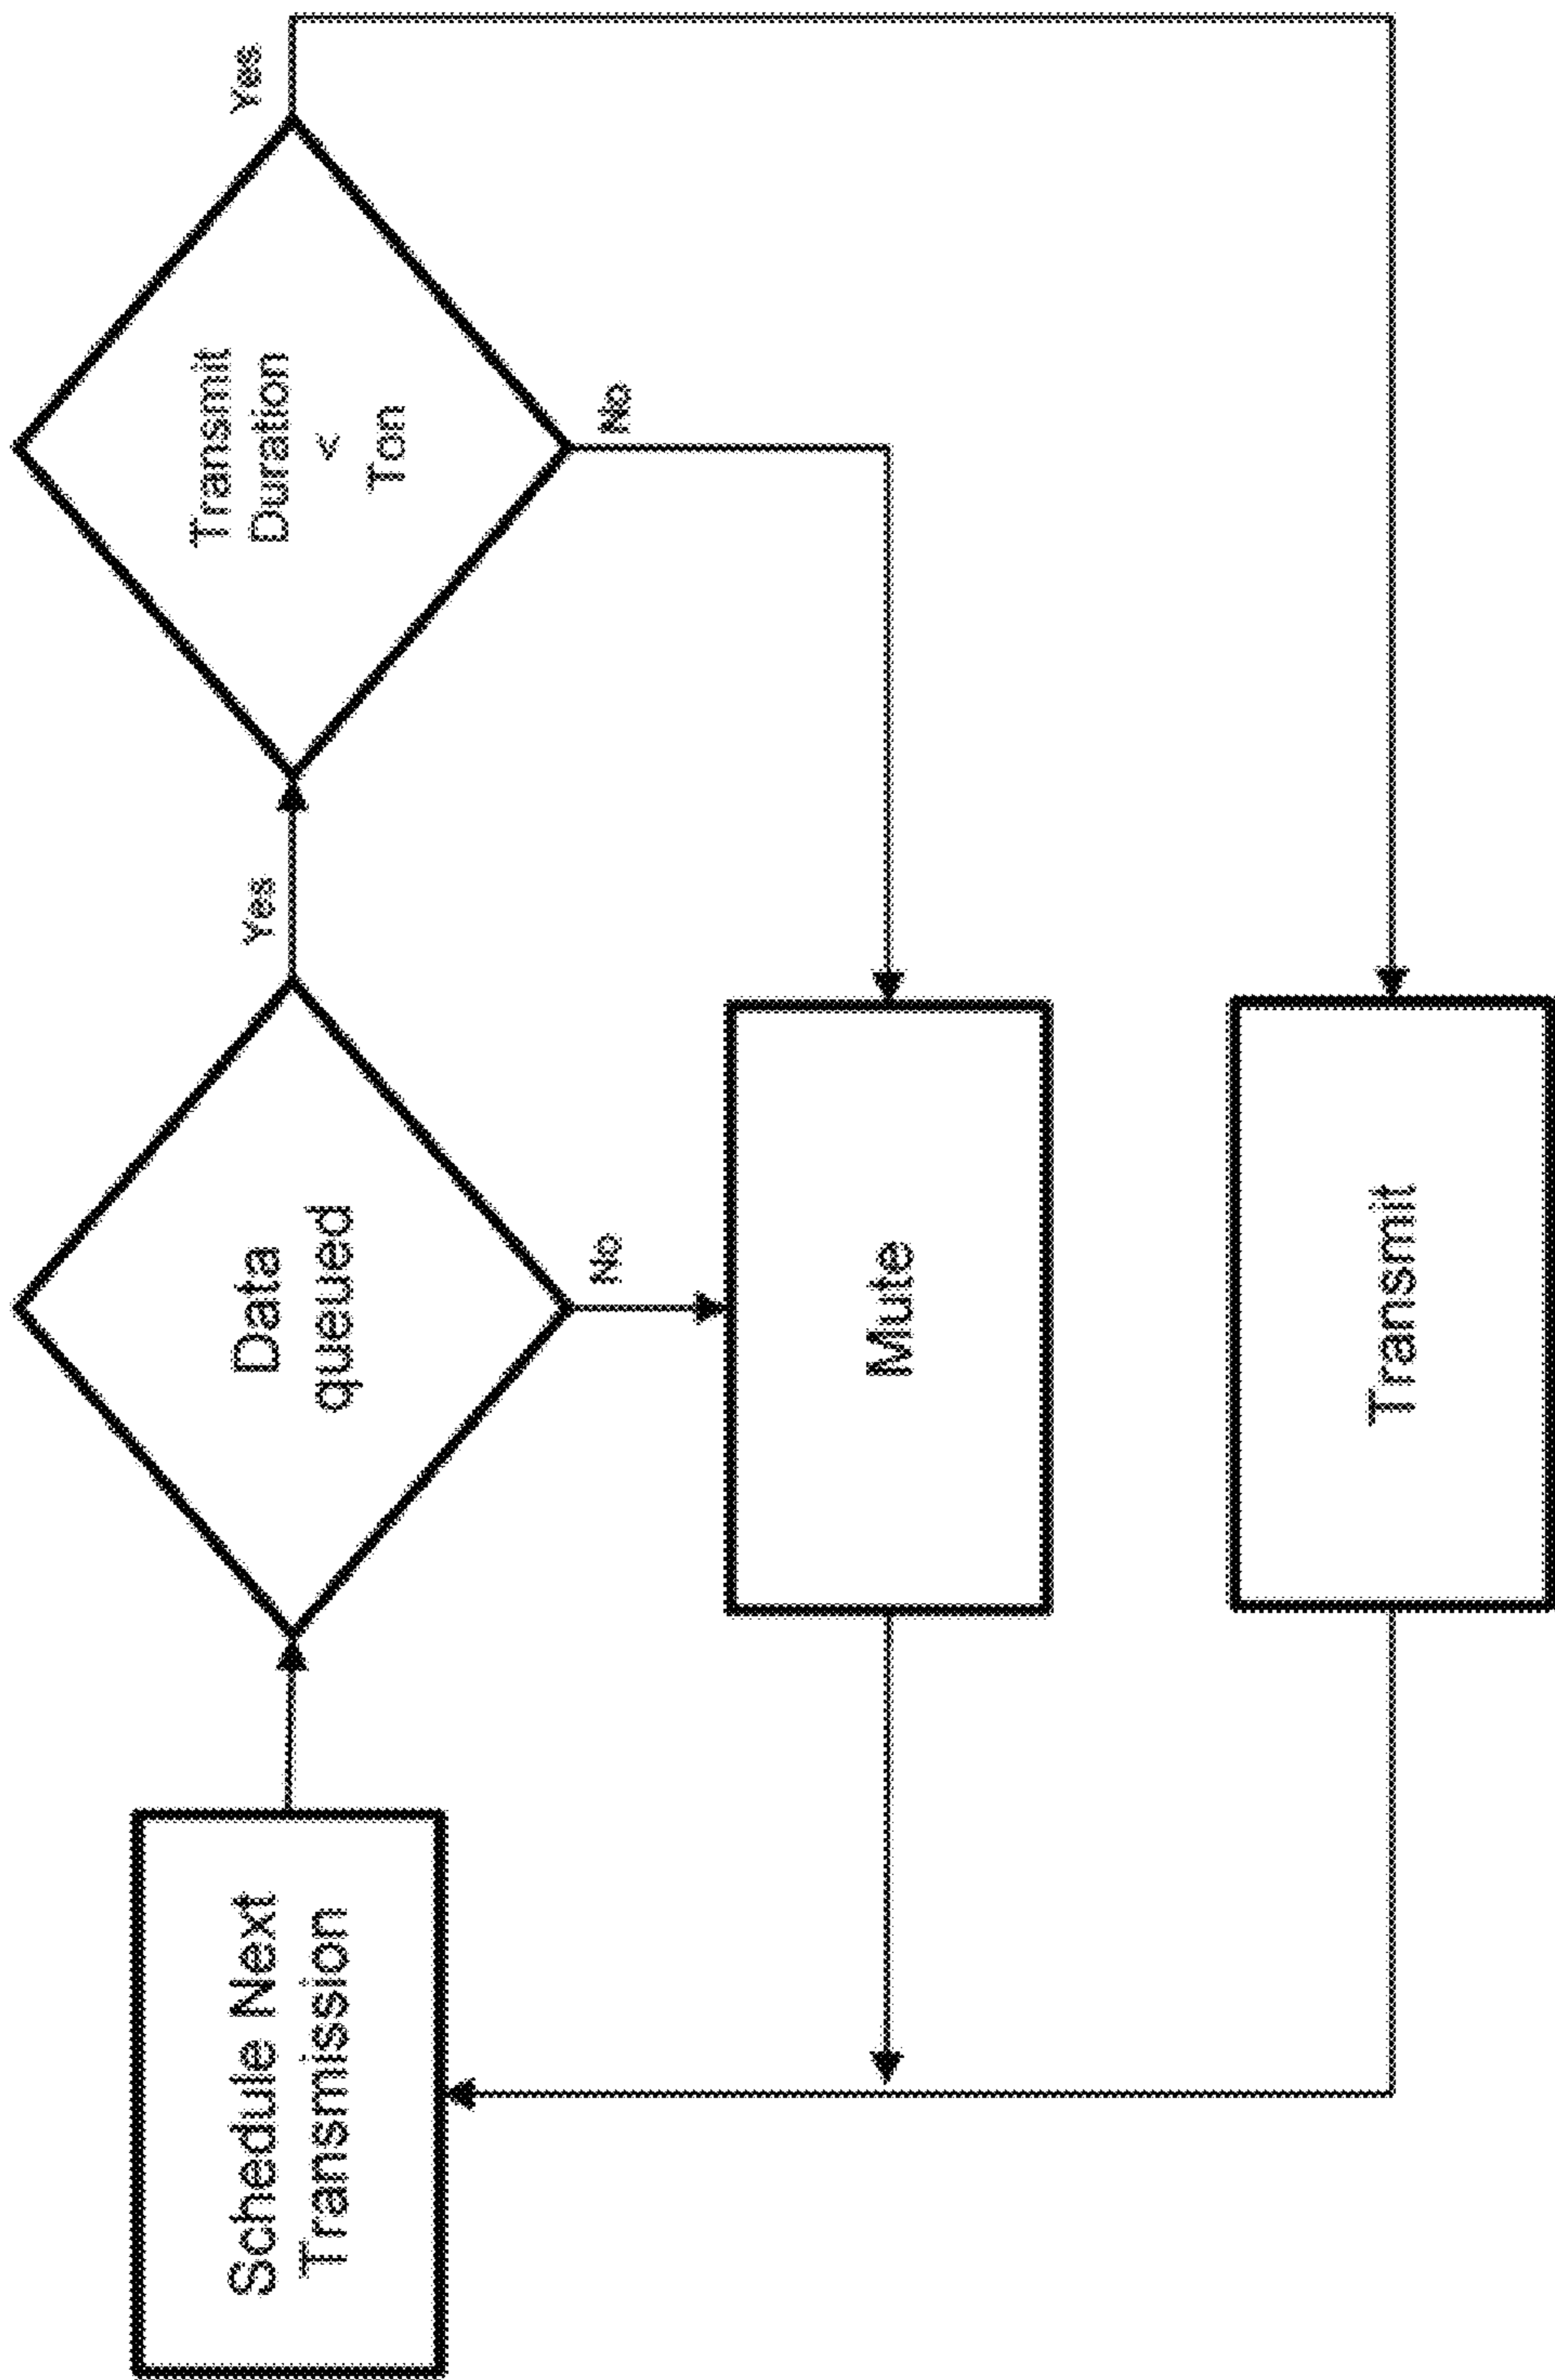 Schedule Next
Transmission
Data
queued
Yes
No
Transmit
Duration
<
Ton
Yes
No
Mute
Transmit